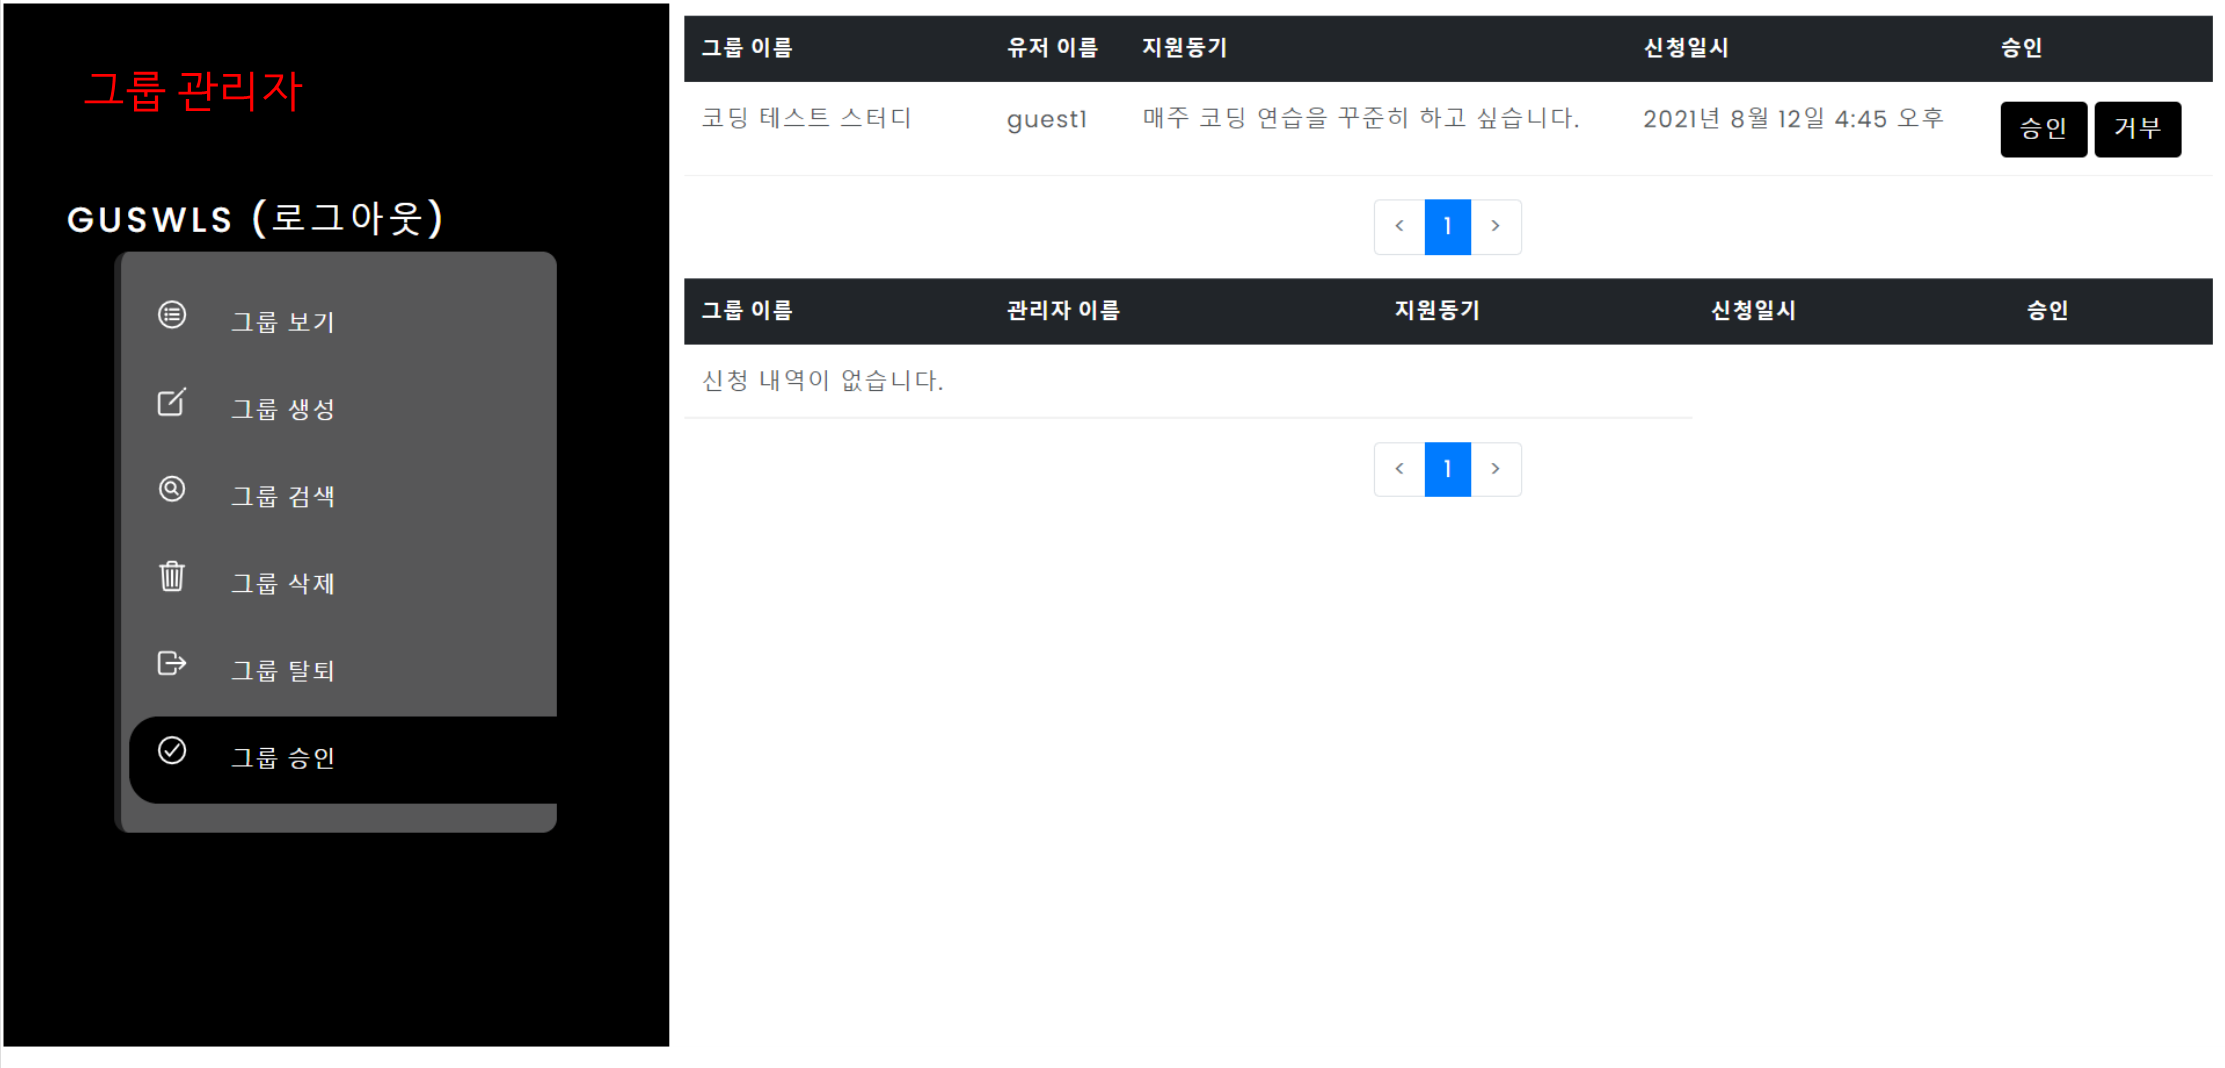 그룹 관리자
GUSWLS (로그아웃)
그룹 보기
그룹 생성
그룹 검색
그룹 삭제
그룹 탈퇴
그룹 승인
그룹 이름 유저 이름 지원동기 신청일시 승인
코딩 테스트 스터디 guest1 매주 코딩 연습을 꾸준히 하고 싶습니다. 2021년 8월 12일 4:45 오후 승인 거부
< 1 >
그룹 이름 관리자 이름 지원동기 신청일시 승인
신청 내역이 없습니다.
< 1 >